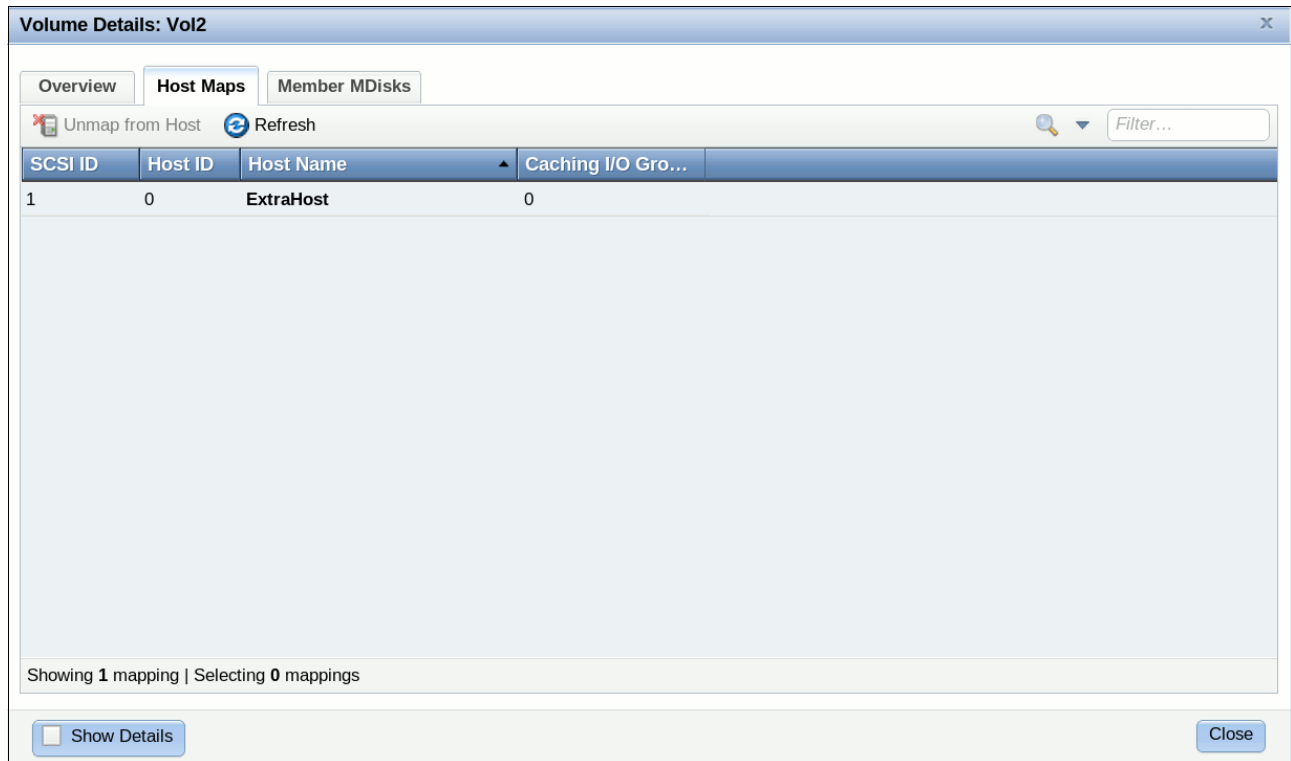 Volume Details: Vol2
Overview Host Maps Member MDisks
Unmap from Host Refresh Filter...
SCSI ID Host ID Host Name Caching I/O Gro...
1 0 ExtraHost 0
Showing 1 mapping | Selecting 0 mappings
Show Details Close